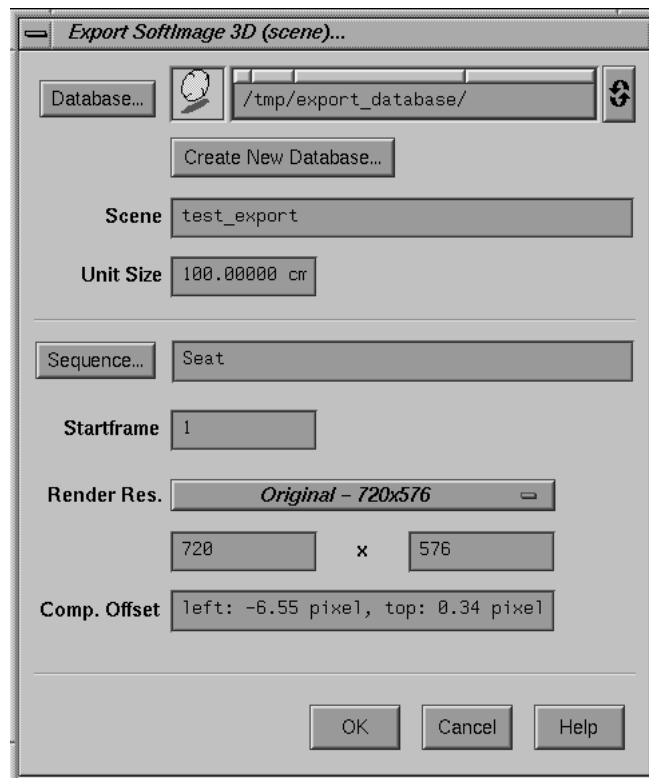 Export SoftImage 3D (scene)...
Database...
/tmp/export_database/
Create New Database...
Scene test_export
Unit Size 100.00000 cm
Sequence... Seat
Startframe 1
Render Res. Original – 720x576
720 x 576
Comp. Offset left: -6.55 pixel, top: 0.34 pixel
OK Cancel Help